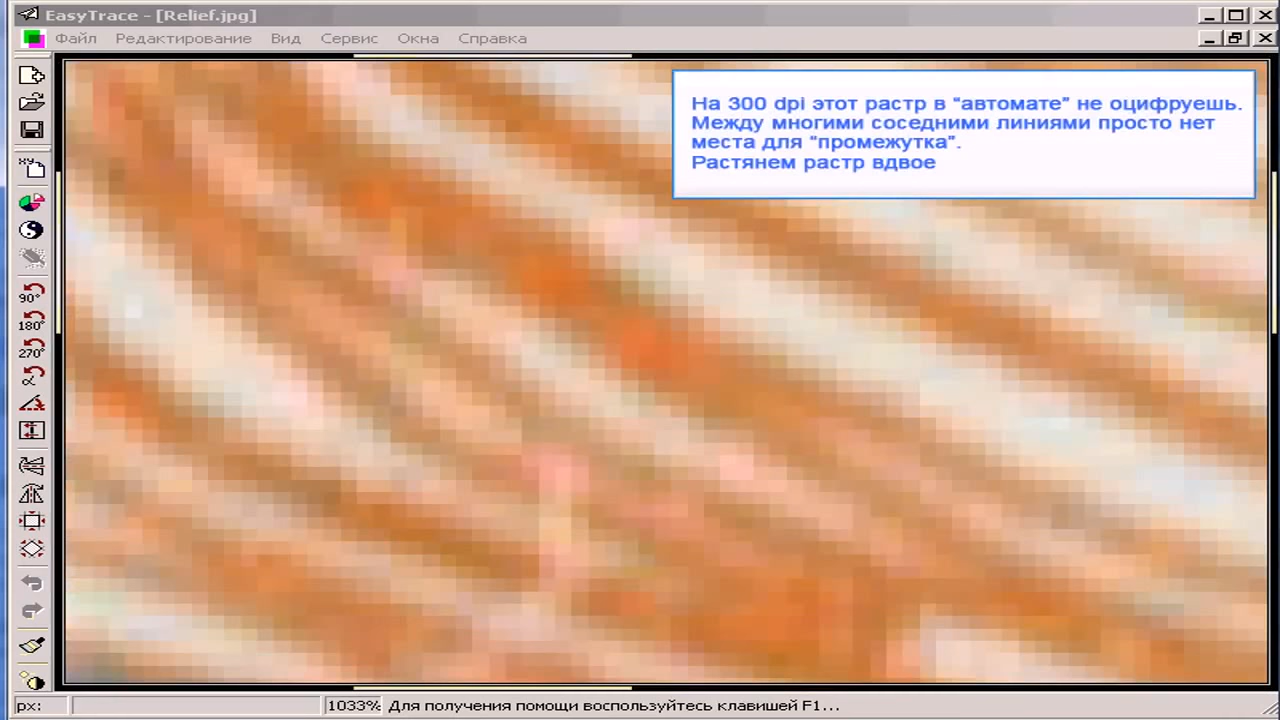 EasyTrace - [Relief.jpg]
Файл Редактирование Вид Сервис Окна Справка
На 300 dpi этот растр в "автомате" не оцифруешь.
Между многими соседними линиями просто нет
места для "промежутка".
Растянем растр вдвое
xy
90°
180°
270°
α°
px:
1033% Для получения помощи воспользуйтесь клавишей F1...